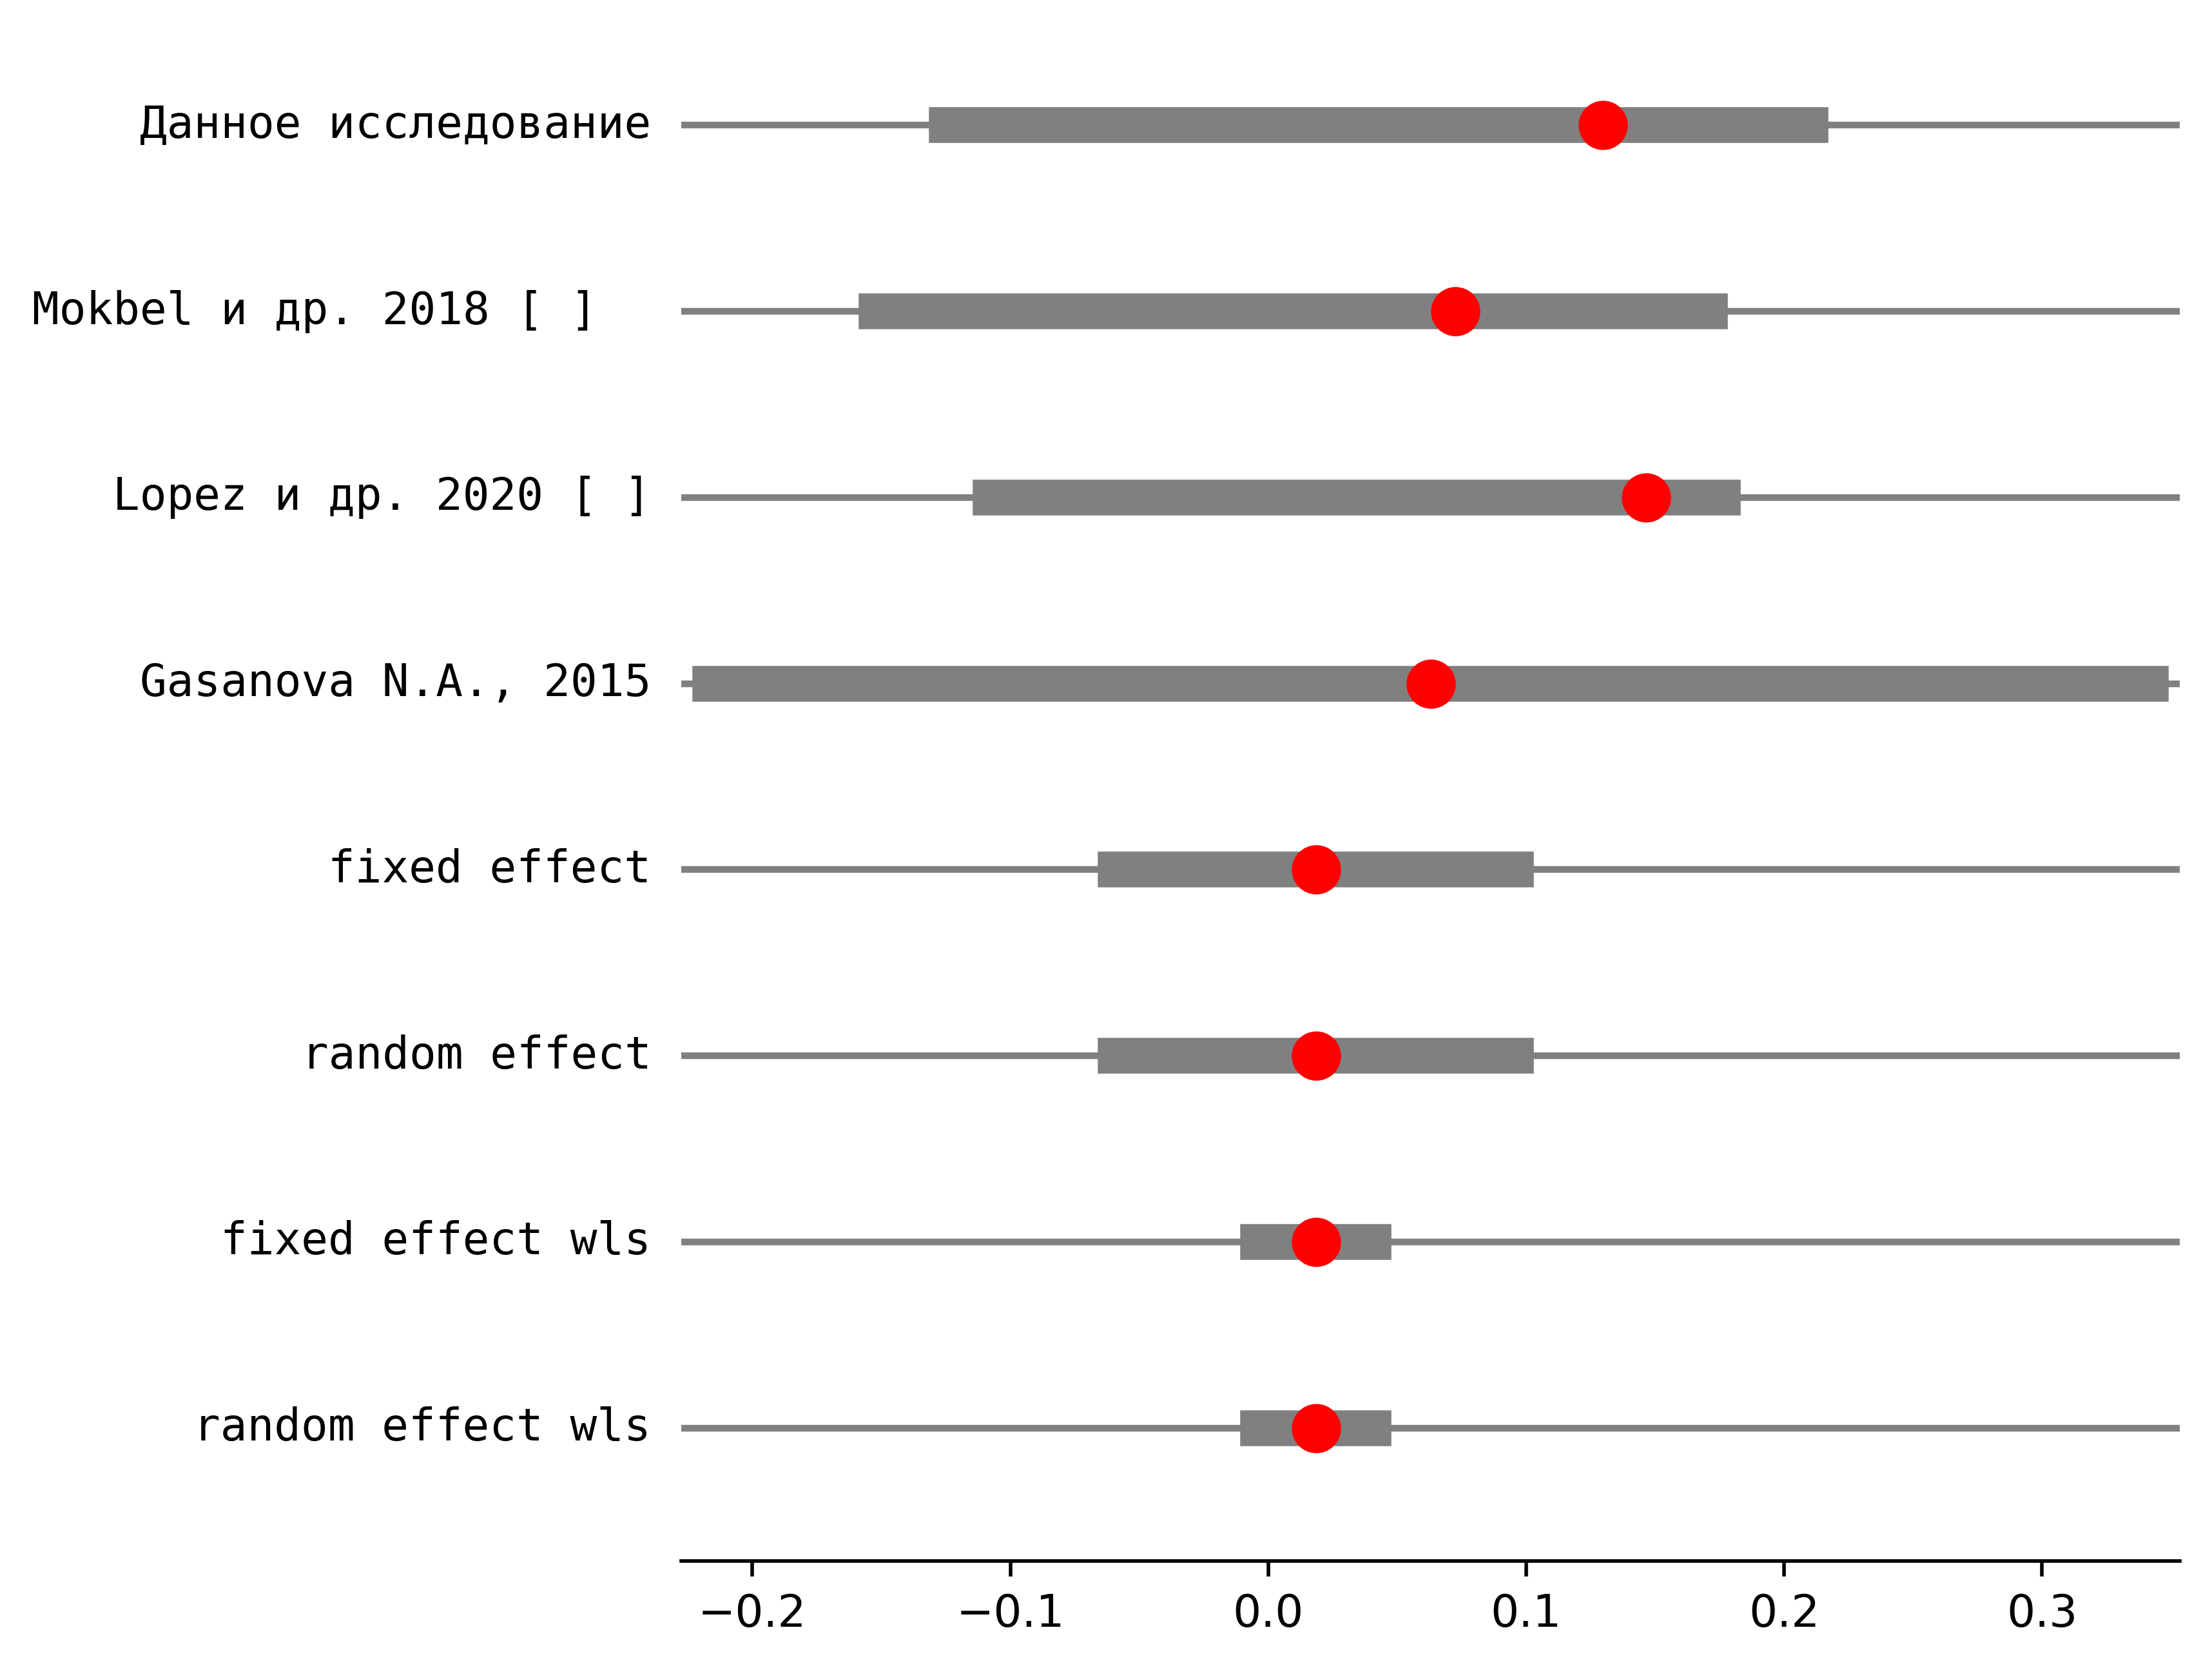 Данное исследование
Mokbel и др. 2018 [ ]
Lopez и др. 2020 [ ]
Gasanova N.A., 2015
fixed effect
random effect
fixed effect wls
random effect wls
−0.2 −0.1 0.0 0.1 0.2 0.3